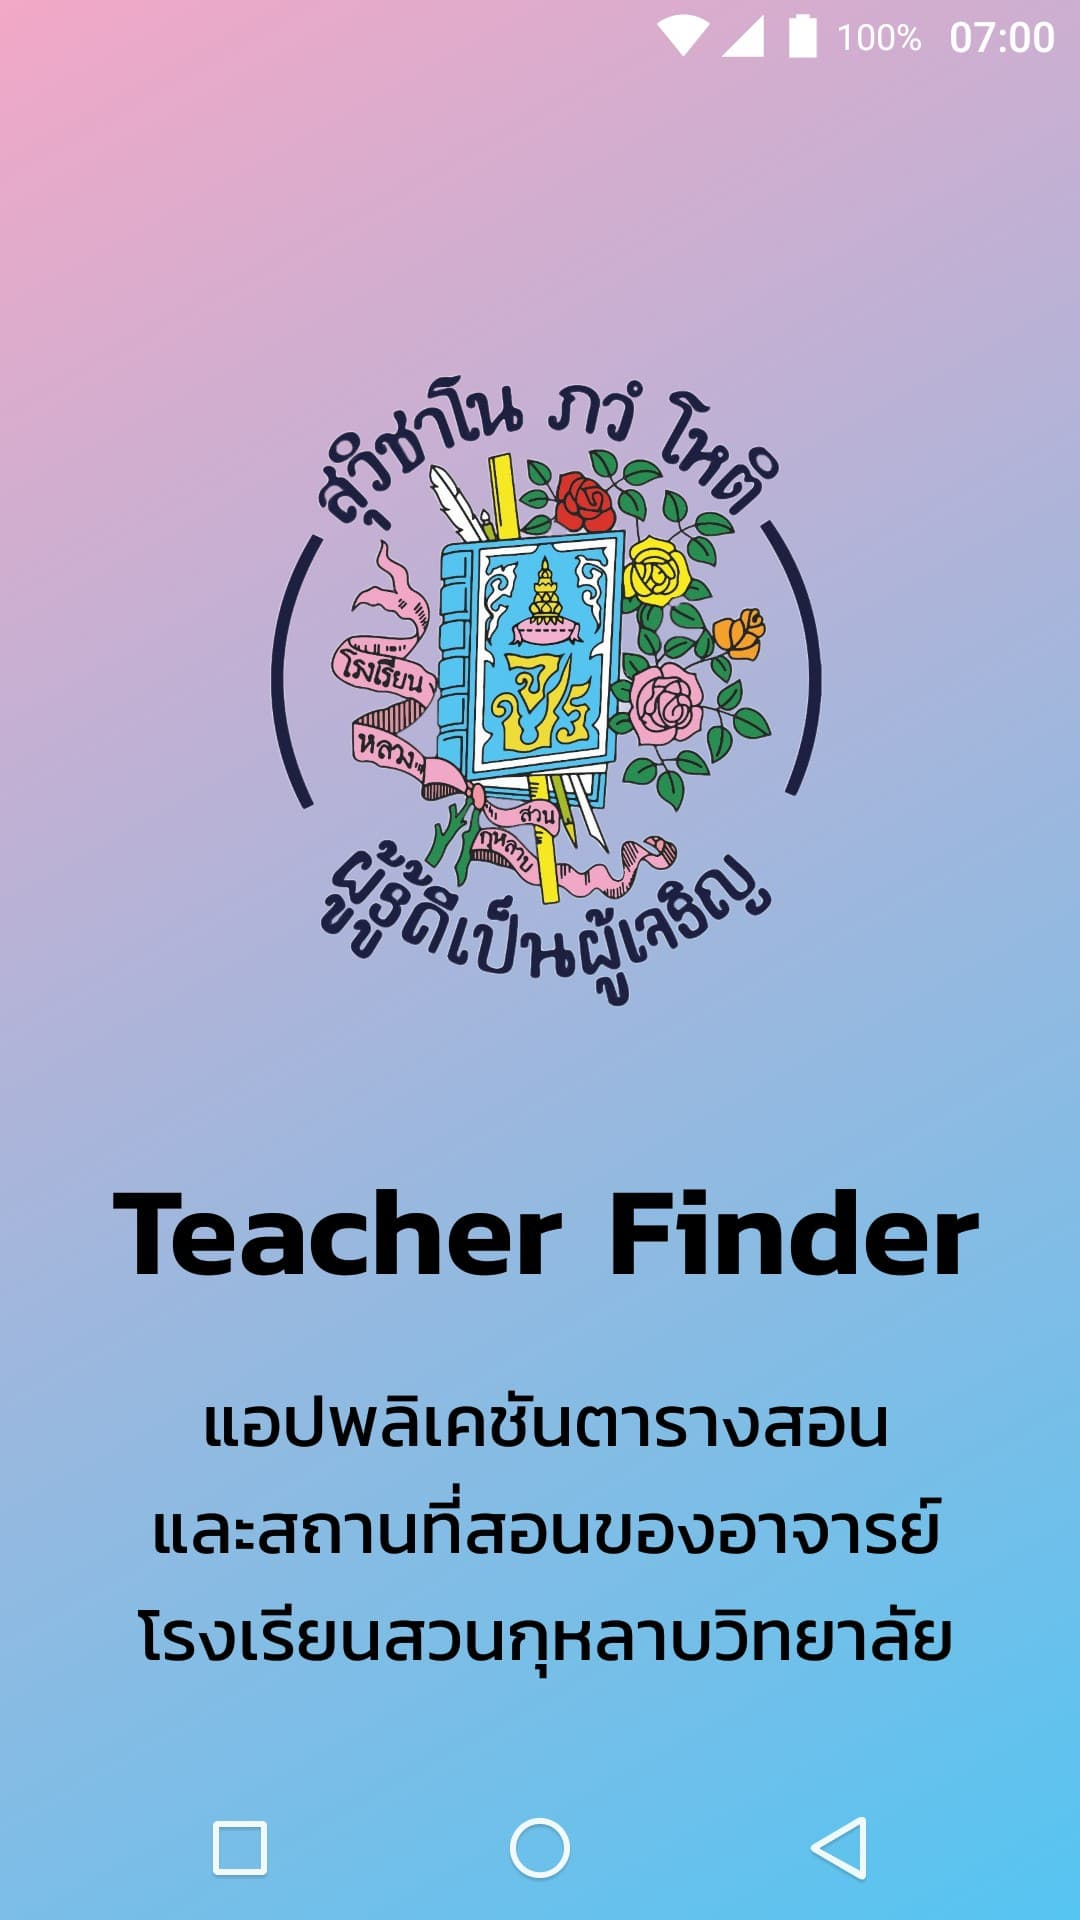 100% 07:00
สุวิชาโน ภวํ โหติ
โรงเรียน
หลวง
สวน
กุหลาบ
ผู้รู้ดีเป็นผู้เจริญ
Teacher Finder
แอปพลิเคชันตารางสอน
และสถานที่สอนของอาจารย์
โรงเรียนสวนกุหลาบวิทยาลัย